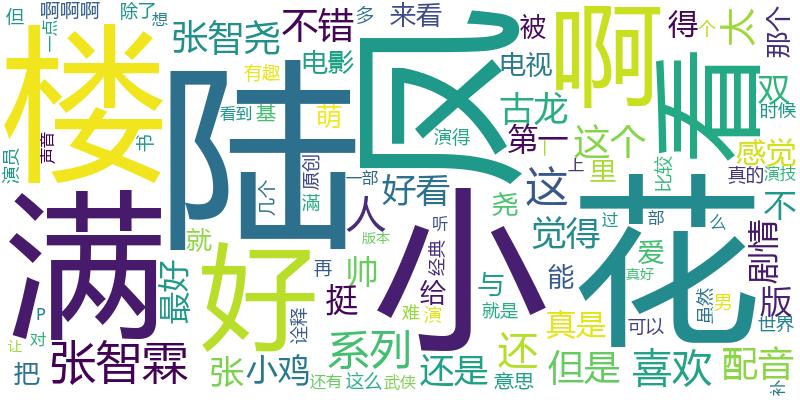 但 啊啊啊 除了 想 多 来看 被 得 个 太 那个
一点 张智尧 不错 电影 电视 啊 看 双
楼 陆 凤 有趣 看到 基 萌 演得 古龙 第一 这个 时候
演员 声音 书 几个 原创 满 一部 好看 这 里 上 比较 感觉 真的 演技
满 小 花 就 人 尧 觉得 过 部 么 不
版本 听 经典 再 帅 给 与 能 爱 真好 剧情 版
最好 好 挺 难 演 就是 真是 可以 虽然 男 世界
P 对 让 诠释 把 张智霖 张 小鸡 系列 还有 这么 武侠 还是 还 意思 但是 喜欢 配音 补